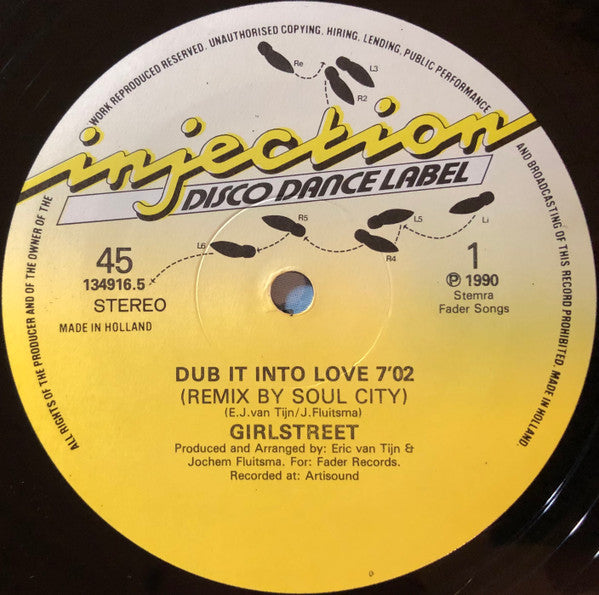 WORK REPRODUCED RESERVED. UNAUTHORISED COPYING, HIRING, LENDING, PUBLIC PERFORMANCE
AND BROADCASTING OF THIS RECORD PROHIBITED. MADE IN HOLLAND.
ALL RIGHTS OF THE PRODUCER AND OF THE OWNER OF THE
Re
L3
R2
injection
DISCO DANCE LABEL
R5
L5
Li
L6
R4
45
134916.5
STEREO
MADE IN HOLLAND
1
℗ 1990
Stemra
Fader Songs
DUB IT INTO LOVE 7'02
(REMIX BY SOUL CITY)
(E.J.van Tijn/J.Fluitsma)
GIRLSTREET
Produced and Arranged by: Eric van Tijn &
Jochem Fluitsma. For: Fader Records.
Recorded at: Artisound